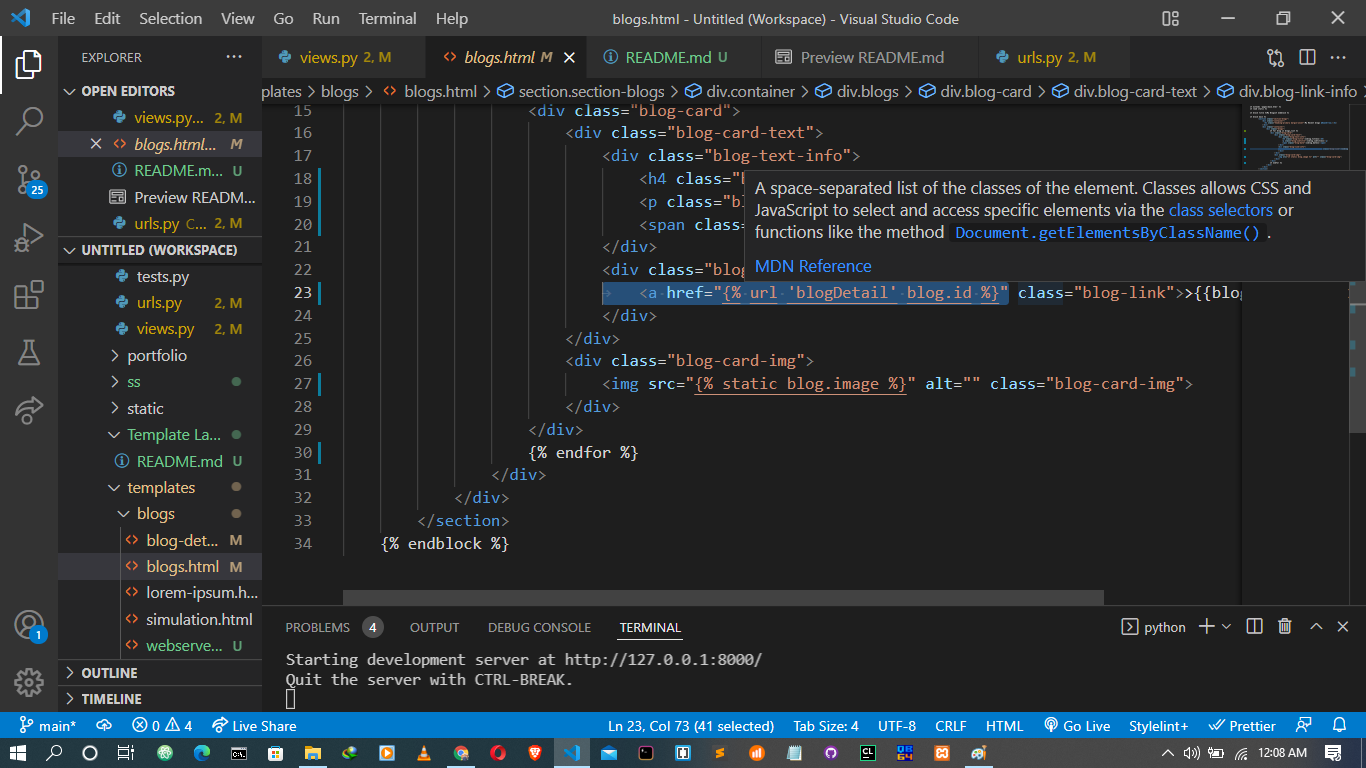 File Edit Selection View Go Run Terminal Help blogs.html - Untitled (Workspace) - Visual Studio Code
EXPLORER ··· views.py 2, M blogs.html M README.md U Preview README.md urls.py 2, M
OPEN EDITORS
views.py... 2, M
blogs.html... M
README.m... U
Preview READM...
urls.py C... 2, M
UNTITLED (WORKSPACE)
tests.py
urls.py 2, M
views.py 2, M
portfolio
ss
static
Template La...
README.md U
templates
blogs
blog-det... M
blogs.html M
lorem-ipsum.h...
simulation.html
webserve... U
OUTLINE
TIMELINE
25
1
plates > blogs > blogs.html > section.section-blogs > div.container > div.blogs > div.blog-card > div.blog-card-text > div.blog-link-info
15 <div class="blog-card">
16 <div class="blog-card-text">
17 <div class="blog-text-info">
18 <h4 class="b
19 <p class="bl
20 <span class=
21 </div>
22 <div class="blog
23 <a href="{% url 'blogDetail' blog.id %}" class="blog-link">>{{blog
24 </div>
25 </div>
26 <div class="blog-card-img">
27 <img src="{% static blog.image %}" alt="" class="blog-card-img">
28 </div>
29 </div>
30 {% endfor %}
31 </div>
32 </div>
33 </section>
34 {% endblock %}
A space-separated list of the classes of the element. Classes allows CSS and
JavaScript to select and access specific elements via the class selectors or
functions like the method Document.getElementsByClassName() .
MDN Reference
PROBLEMS 4 OUTPUT DEBUG CONSOLE TERMINAL python
Starting development server at http://127.0.0.1:8000/
Quit the server with CTRL-BREAK.
main* 0 4 Live Share Ln 23, Col 73 (41 selected) Tab Size: 4 UTF-8 CRLF HTML Go Live Stylelint+ Prettier
12:08 AM